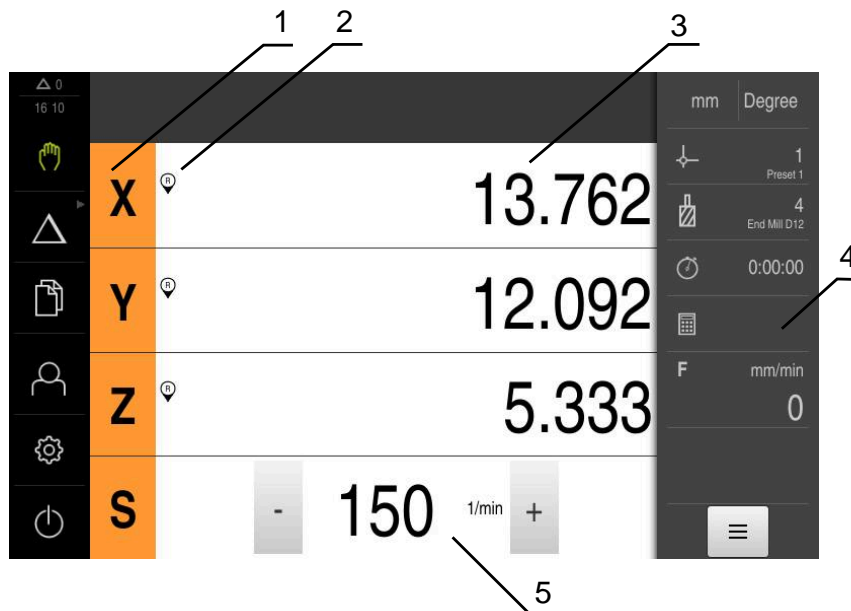 1 2 3
0
16 10
mm Degree
1
Preset 1
X R 13.762
4
End Mill D12
4
0:00:00
Y R 12.092
F mm/min
0
Z R 5.333
S - 150 1/min +
5